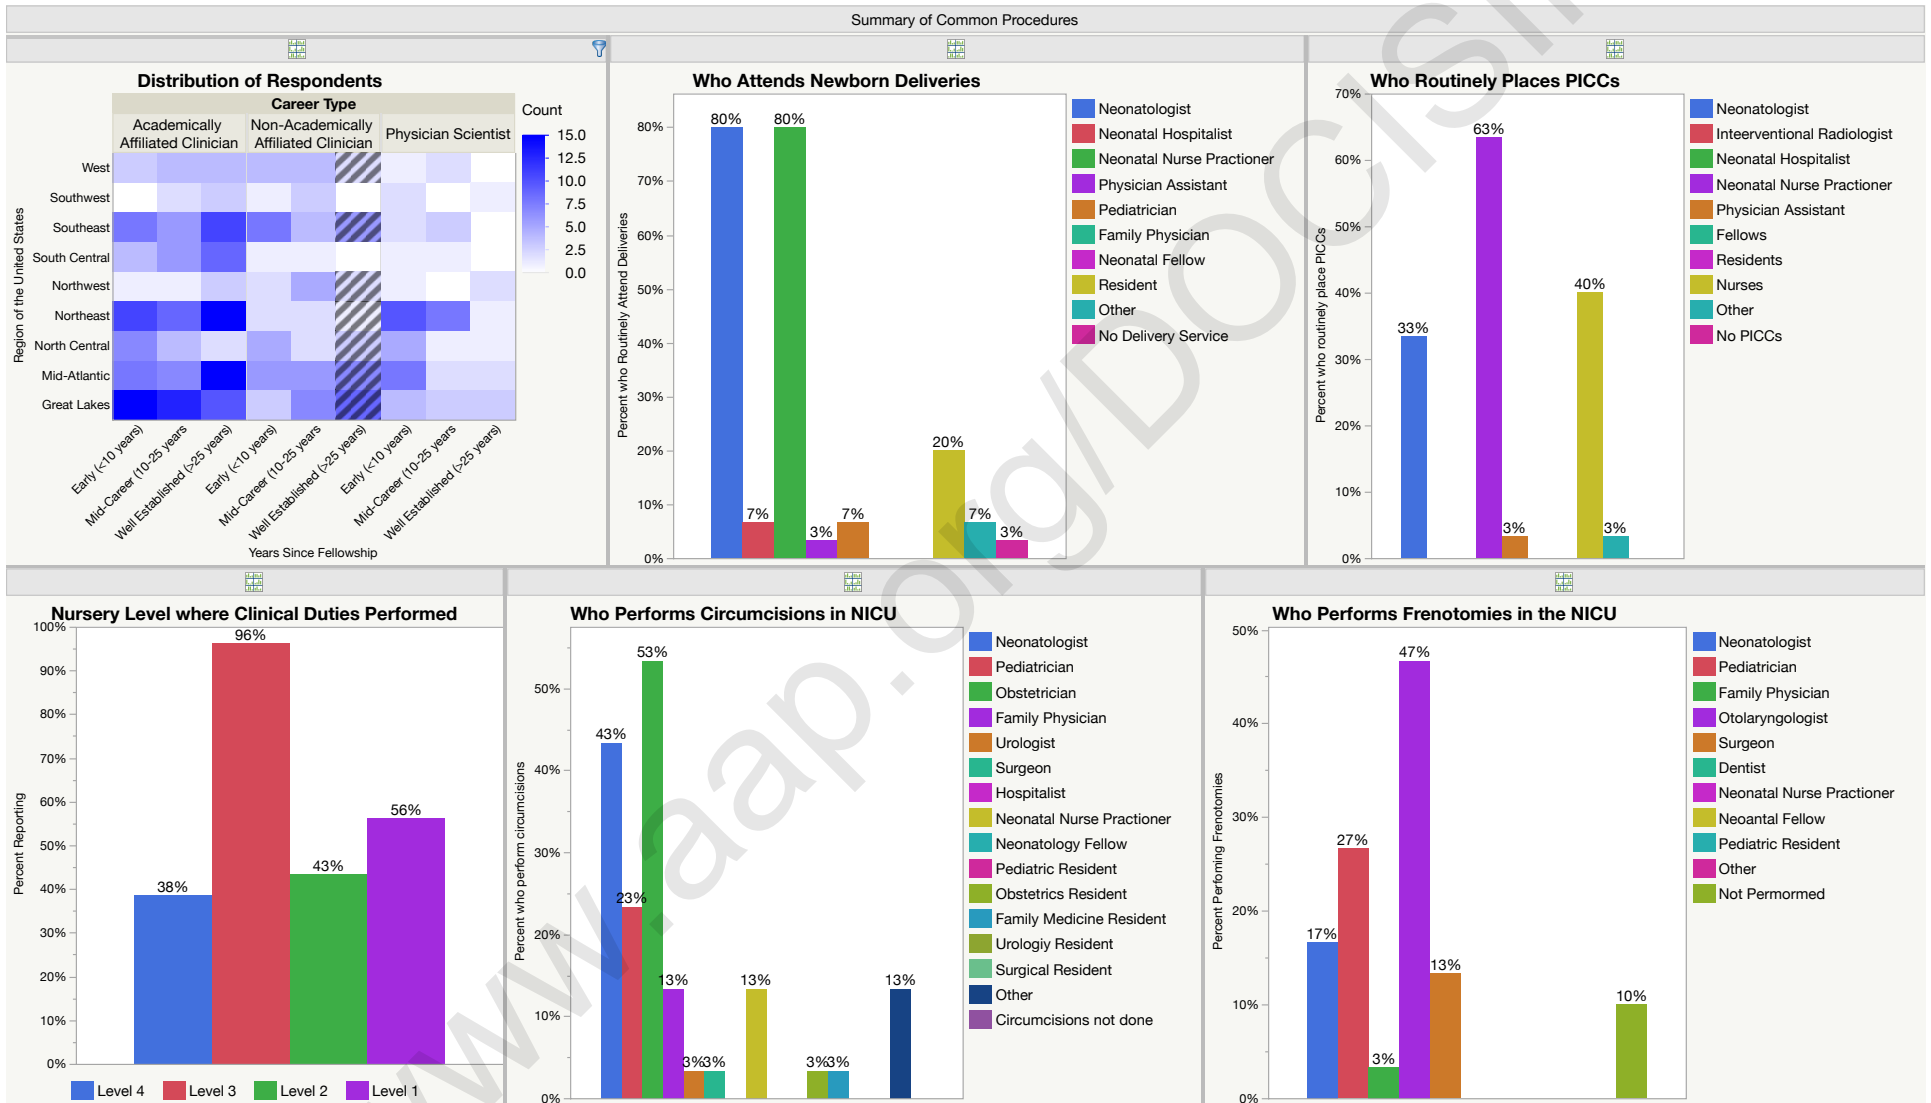 Summary of Common Procedures
Distribution of Respondents
Career Type
Academically
Affiliated Clinician
Non-Academically
Affiliated Clinician
Physician Scientist
Count
15.0
12.5
10.0
7.5
5.0
2.5
0.0
Region of the United States
West
Southwest
Southeast
South Central
Northwest
Northeast
North Central
Mid-Atlantic
Great Lakes
Early (<10 years)
Mid-Career (10-25 years
Well Established (>25 years)
Early (<10 years)
Mid-Career (10-25 years
Well Established (>25 years)
Early (<10 years)
Mid-Career (10-25 years
Well Established (>25 years)
Years Since Fellowship
Who Attends Newborn Deliveries
Percent who Routinely Attend Deliveries
80%
70%
60%
50%
40%
30%
20%
10%
0%
80%
7%
80%
3%
7%
20%
7%
3%
Neonatologist
Neonatal Hospitalist
Neonatal Nurse Practioner
Physician Assistant
Pediatrician
Family Physician
Neonatal Fellow
Resident
Other
No Delivery Service
Who Routinely Places PICCs
Percent who routinely place PICCs
70%
60%
50%
40%
30%
20%
10%
0%
33%
63%
3%
40%
3%
Neonatologist
Inteerventional Radiologist
Neonatal Hospitalist
Neonatal Nurse Practioner
Physician Assistant
Fellows
Residents
Nurses
Other
No PICCs
Nursery Level where Clinical Duties Performed
Percent Reporting
100%
90%
80%
70%
60%
50%
40%
30%
20%
10%
0%
38%
96%
43%
56%
Level 4
Level 3
Level 2
Level 1
Who Performs Circumcisions in NICU
Percent who perform circumcisions
50%
40%
30%
20%
10%
0%
43%
23%
53%
13%
3%
3%
13%
3%
3%
13%
Neonatologist
Pediatrician
Obstetrician
Family Physician
Urologist
Surgeon
Hospitalist
Neonatal Nurse Practioner
Neonatology Fellow
Pediatric Resident
Obstetrics Resident
Family Medicine Resident
Urologiy Resident
Surgical Resident
Other
Circumcisions not done
Who Performs Frenotomies in the NICU
Percent Perfoming Frenotomies
50%
40%
30%
20%
10%
0%
17%
27%
3%
47%
13%
10%
Neonatologist
Pediatrician
Family Physician
Otolaryngologist
Surgeon
Dentist
Neonatal Nurse Practioner
Neoantal Fellow
Pediatric Resident
Other
Not Permormed
www.aap.org/DOCISIn